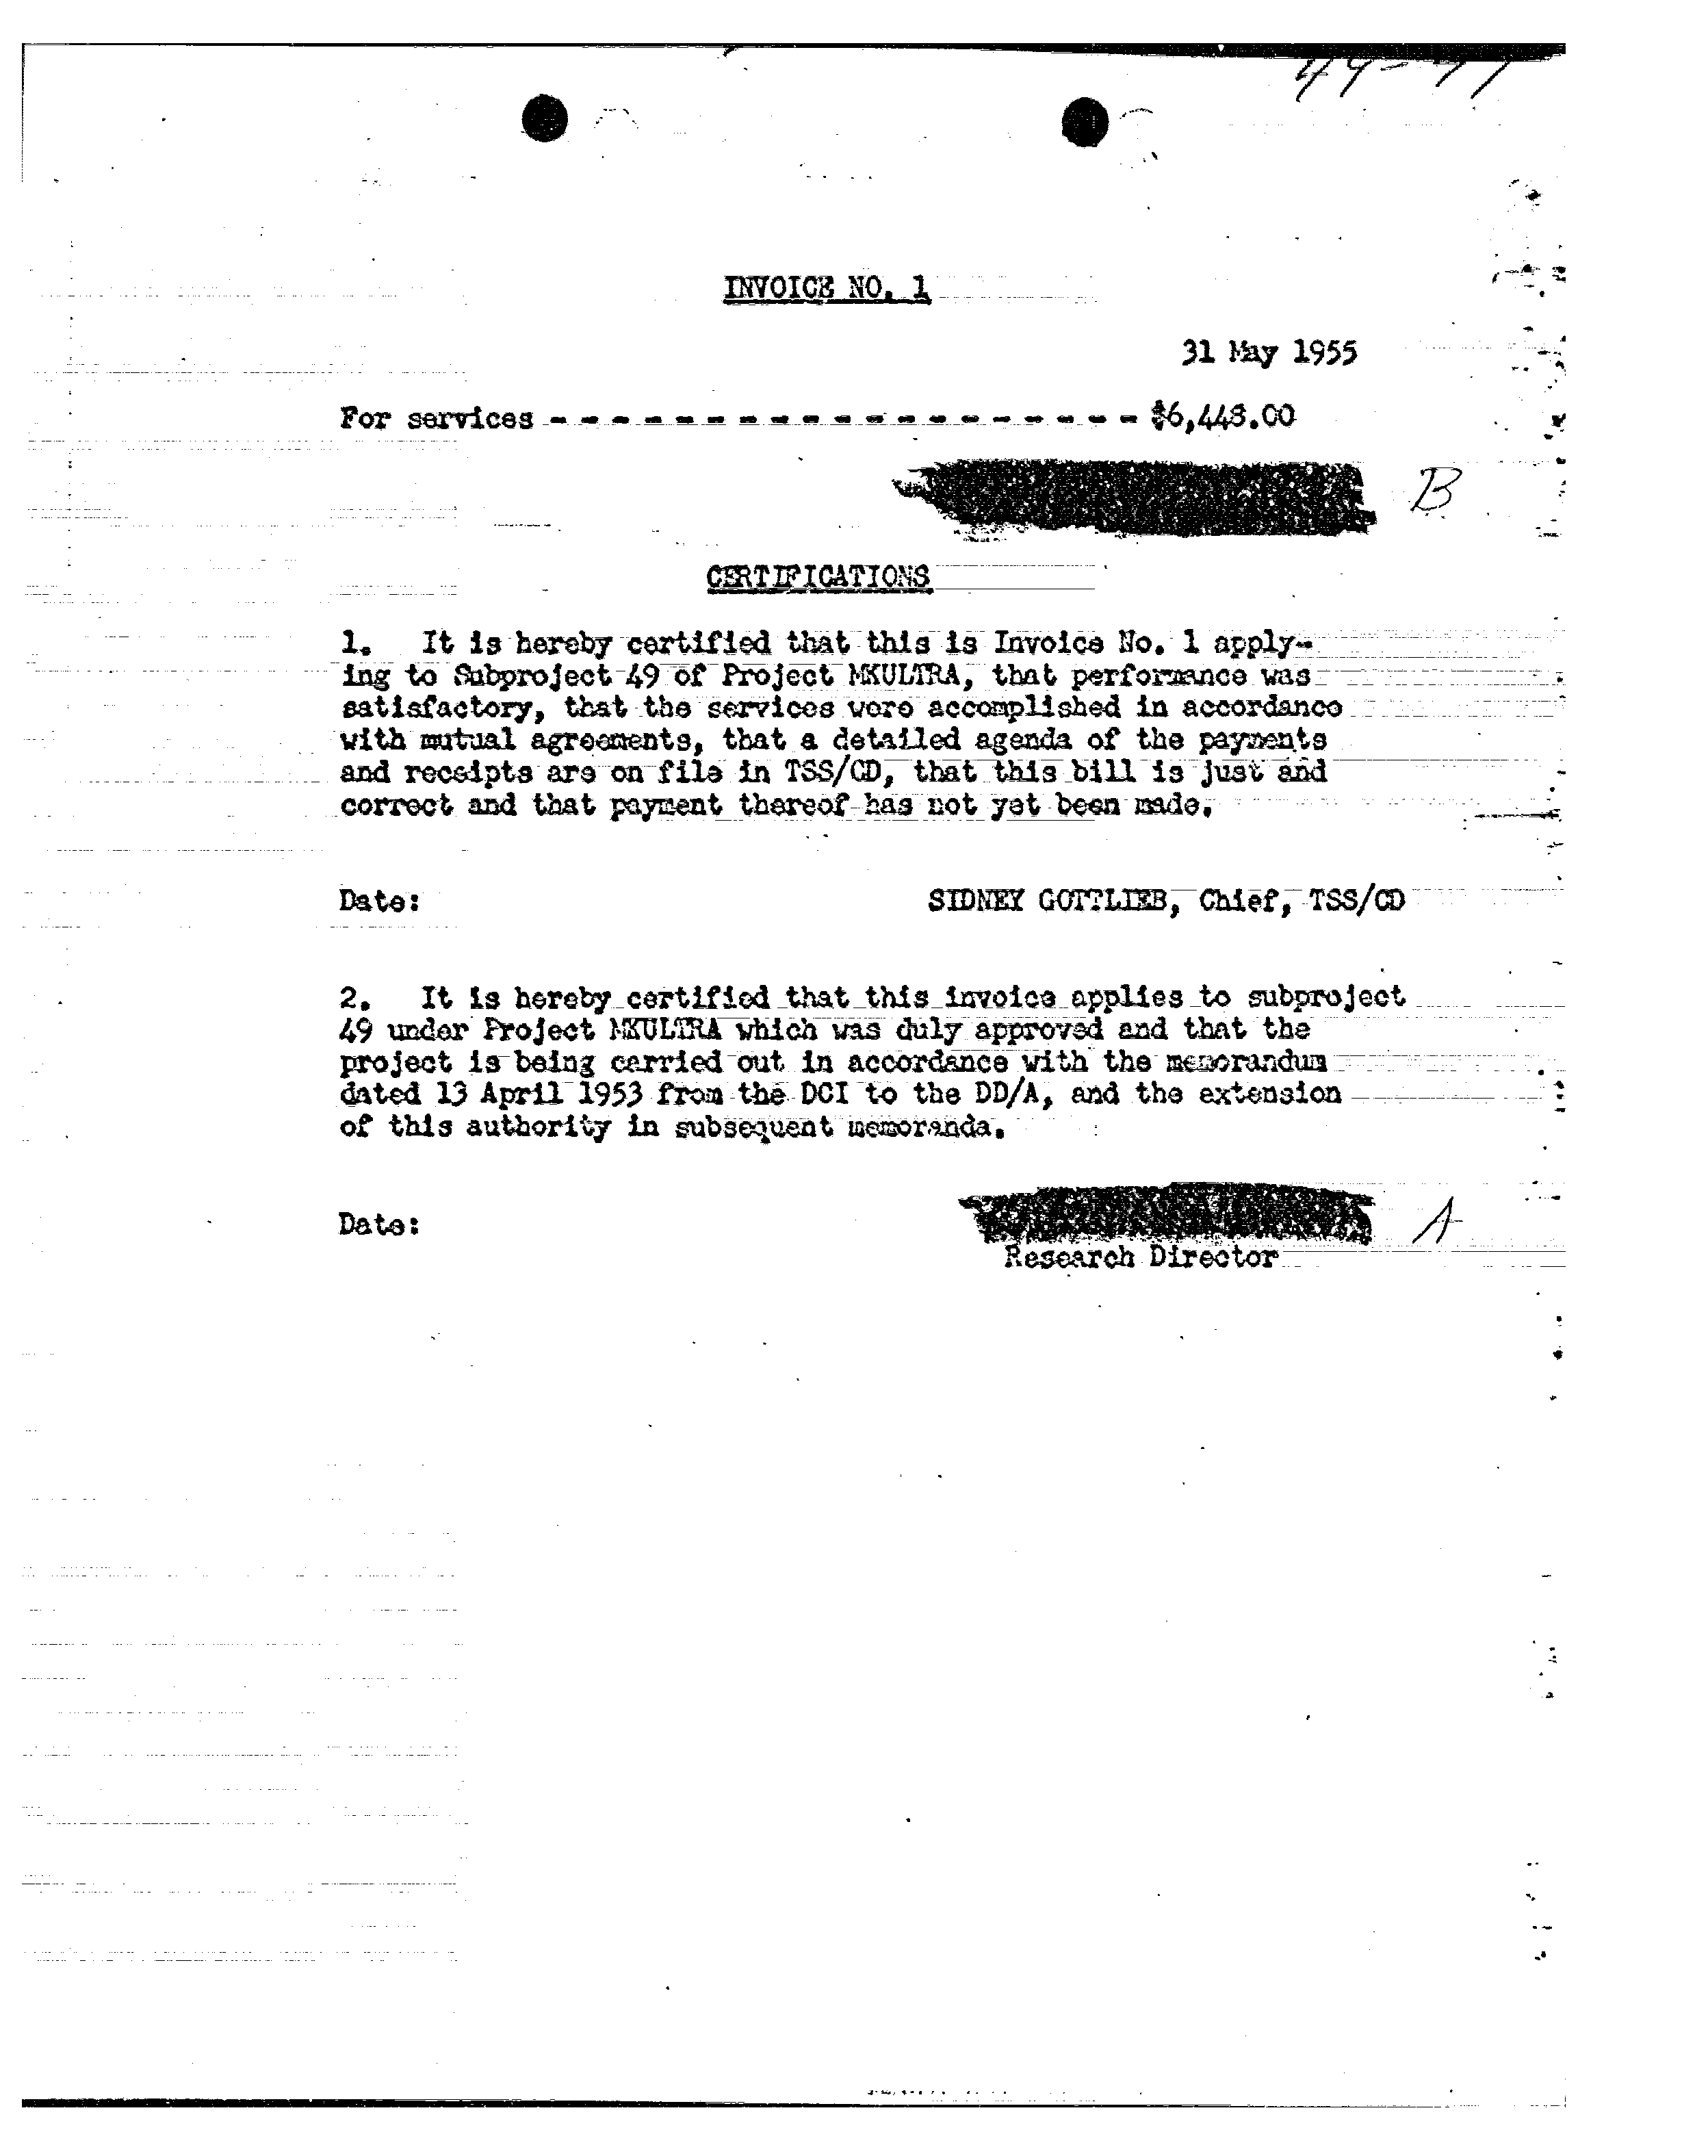 INVOICE NO. 1
31 May 1955
For services - - - - - - - - - - - - - - - - - - - $6,448.00
B
CERTIFICATIONS
1. It is hereby certified that this is Invoice No. 1 apply-
ing to Subproject 49 of Project MKULTRA, that performance was
satisfactory, that the services were accomplished in accordance
with mutual agreements, that a detailed agenda of the payments
and receipts are on file in TSS/CD, that this bill is just and
correct and that payment thereof has not yet been made.
Date: SIDNEY GOTTLIEB, Chief, TSS/CD
2. It is hereby certified that this invoice applies to subproject
49 under Project MKULTRA which was duly approved and that the
project is being carried out in accordance with the memorandum
dated 13 April 1953 from the DCI to the DD/A, and the extension
of this authority in subsequent memoranda.
Date: A
Research Director